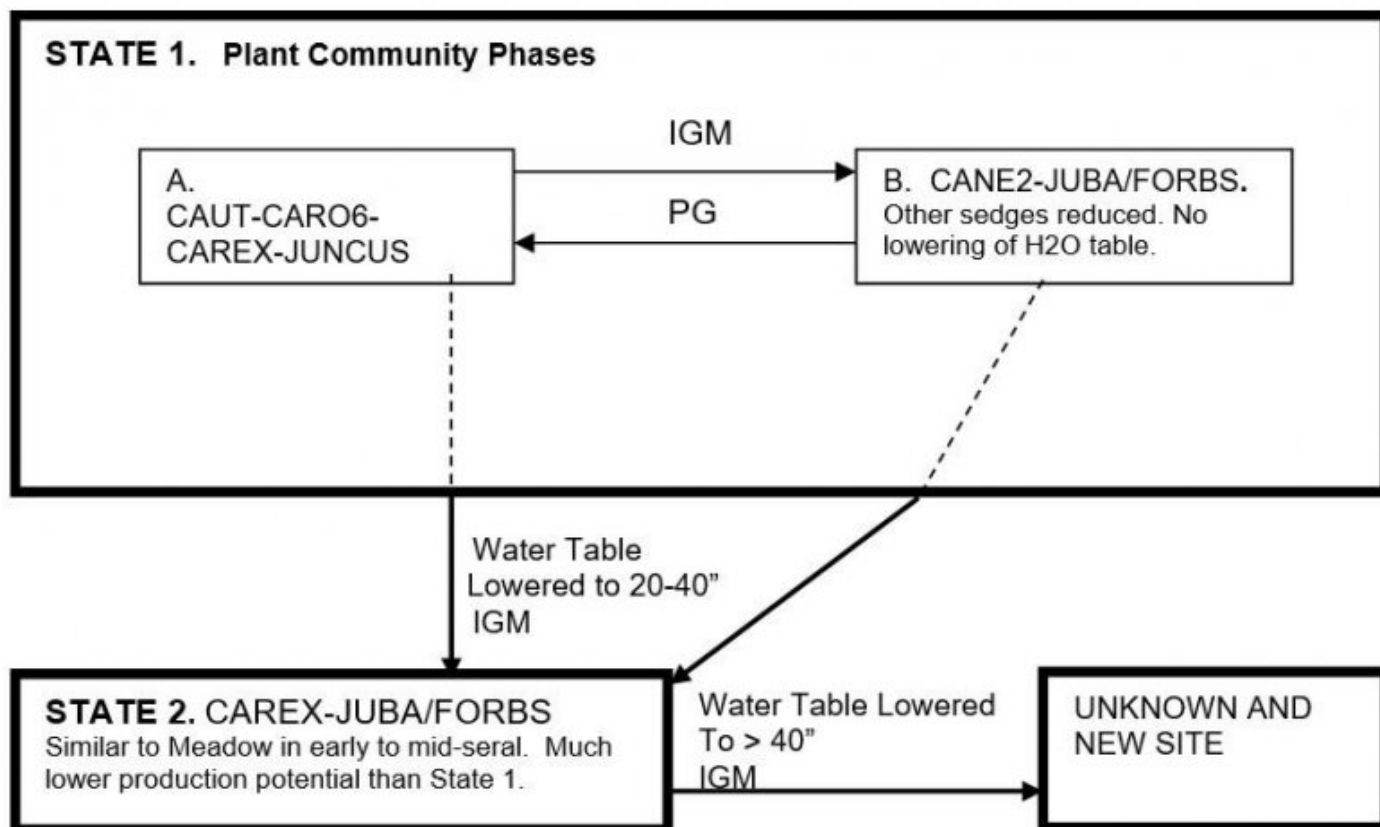 STATE 1. Plant Community Phases
IGM
A.
CAUT-CARO6-
CAREX-JUNCUS
PG
B. CANE2-JUBA/FORBS.
Other sedges reduced. No
lowering of H2O table.
Water Table
Lowered to 20-40”
IGM
STATE 2. CAREX-JUBA/FORBS
Similar to Meadow in early to mid-seral. Much
lower production potential than State 1.
Water Table Lowered
To > 40”
IGM
UNKNOWN AND
NEW SITE